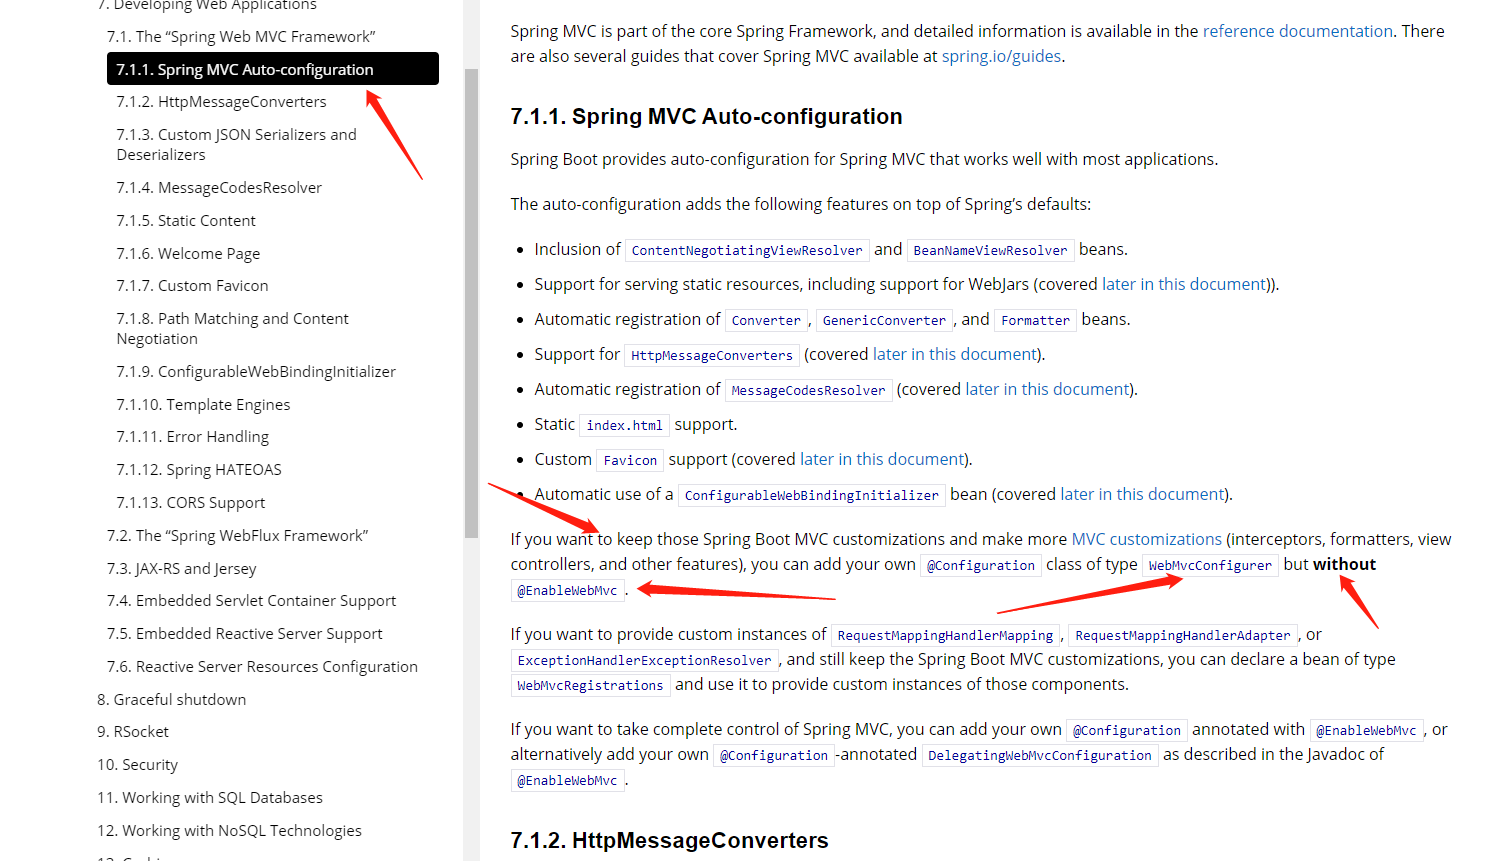 7. Developing Web Applications
7.1. The “Spring Web MVC Framework”
7.1.1. Spring MVC Auto-configuration
7.1.2. HttpMessageConverters
7.1.3. Custom JSON Serializers and
Deserializers
7.1.4. MessageCodesResolver
7.1.5. Static Content
7.1.6. Welcome Page
7.1.7. Custom Favicon
7.1.8. Path Matching and Content
Negotiation
7.1.9. ConfigurableWebBindingInitializer
7.1.10. Template Engines
7.1.11. Error Handling
7.1.12. Spring HATEOAS
7.1.13. CORS Support
7.2. The “Spring WebFlux Framework”
7.3. JAX-RS and Jersey
7.4. Embedded Servlet Container Support
7.5. Embedded Reactive Server Support
7.6. Reactive Server Resources Configuration
8. Graceful shutdown
9. RSocket
10. Security
11. Working with SQL Databases
12. Working with NoSQL Technologies
Spring MVC is part of the core Spring Framework, and detailed information is available in the reference documentation. There
are also several guides that cover Spring MVC available at spring.io/guides.
7.1.1. Spring MVC Auto-configuration
Spring Boot provides auto-configuration for Spring MVC that works well with most applications.
The auto-configuration adds the following features on top of Spring’s defaults:
• Inclusion of ContentNegotiatingViewResolver and BeanNameViewResolver beans.
• Support for serving static resources, including support for WebJars (covered later in this document)).
• Automatic registration of Converter, GenericConverter, and Formatter beans.
• Support for HttpMessageConverters (covered later in this document).
• Automatic registration of MessageCodesResolver (covered later in this document).
• Static index.html support.
• Custom Favicon support (covered later in this document).
• Automatic use of a ConfigurableWebBindingInitializer bean (covered later in this document).
If you want to keep those Spring Boot MVC customizations and make more MVC customizations (interceptors, formatters, view
controllers, and other features), you can add your own @Configuration class of type WebMvcConfigurer but without
@EnableWebMvc.
If you want to provide custom instances of RequestMappingHandlerMapping, RequestMappingHandlerAdapter, or
ExceptionHandlerExceptionResolver, and still keep the Spring Boot MVC customizations, you can declare a bean of type
WebMvcRegistrations and use it to provide custom instances of those components.
If you want to take complete control of Spring MVC, you can add your own @Configuration annotated with @EnableWebMvc, or
alternatively add your own @Configuration-annotated DelegatingWebMvcConfiguration as described in the Javadoc of
@EnableWebMvc.
7.1.2. HttpMessageConverters